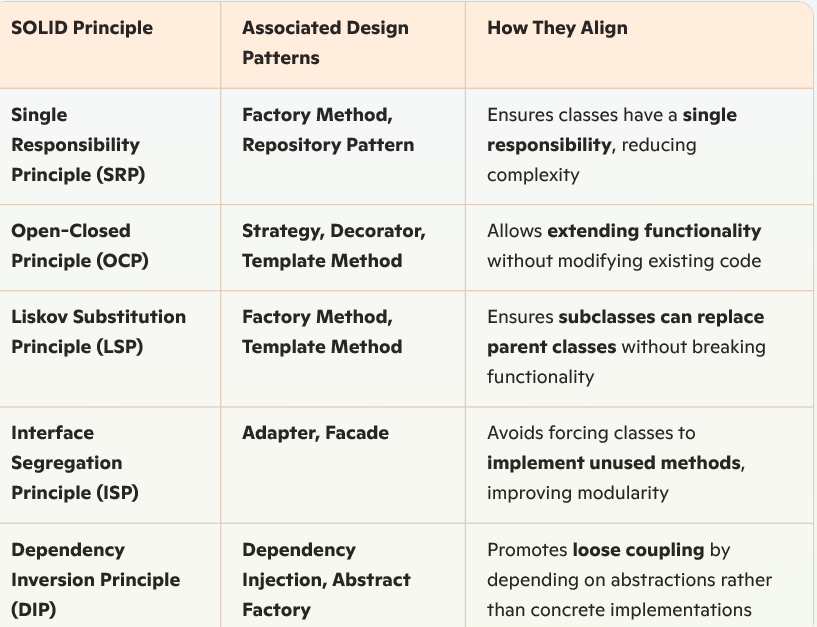 SOLID Principle
Associated Design
Patterns
How They Align
Single
Responsibility
Principle (SRP)
Factory Method,
Repository Pattern
Ensures classes have a single
responsibility, reducing
complexity
Open-Closed
Principle (OCP)
Strategy, Decorator,
Template Method
Allows extending functionality
without modifying existing code
Liskov Substitution
Principle (LSP)
Factory Method,
Template Method
Ensures subclasses can replace
parent classes without breaking
functionality
Interface
Segregation
Principle (ISP)
Adapter, Facade
Avoids forcing classes to
implement unused methods,
improving modularity
Dependency
Inversion Principle
(DIP)
Dependency
Injection, Abstract
Factory
Promotes loose coupling by
depending on abstractions rather
than concrete implementations